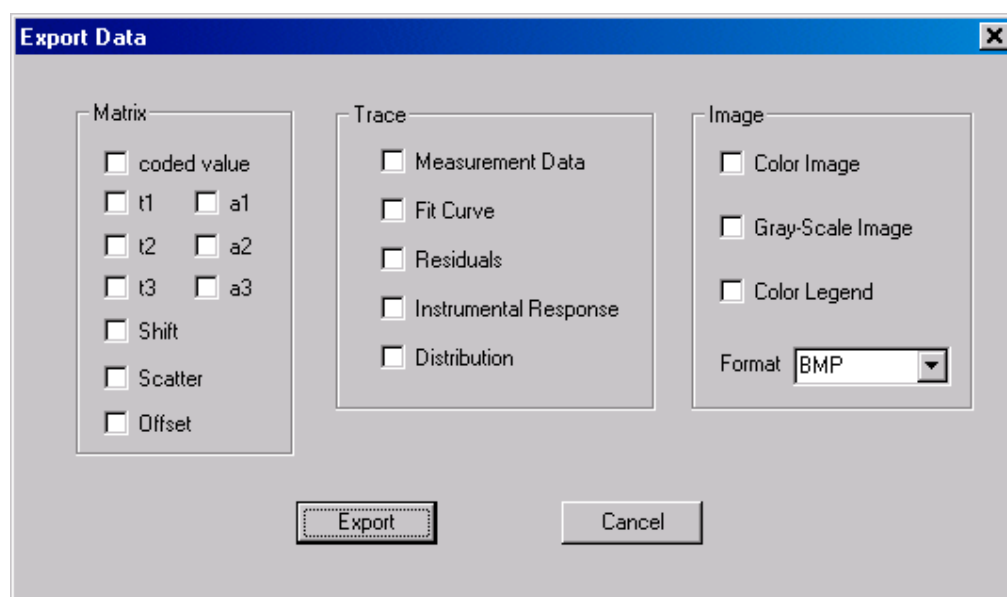 Export Data
Matrix
coded value
t1 a1
t2 a2
t3 a3
Shift
Scatter
Offset
Trace
Measurement Data
Fit Curve
Residuals
Instrumental Response
Distribution
Image
Color Image
Gray-Scale Image
Color Legend
Format BMP
Export
Cancel